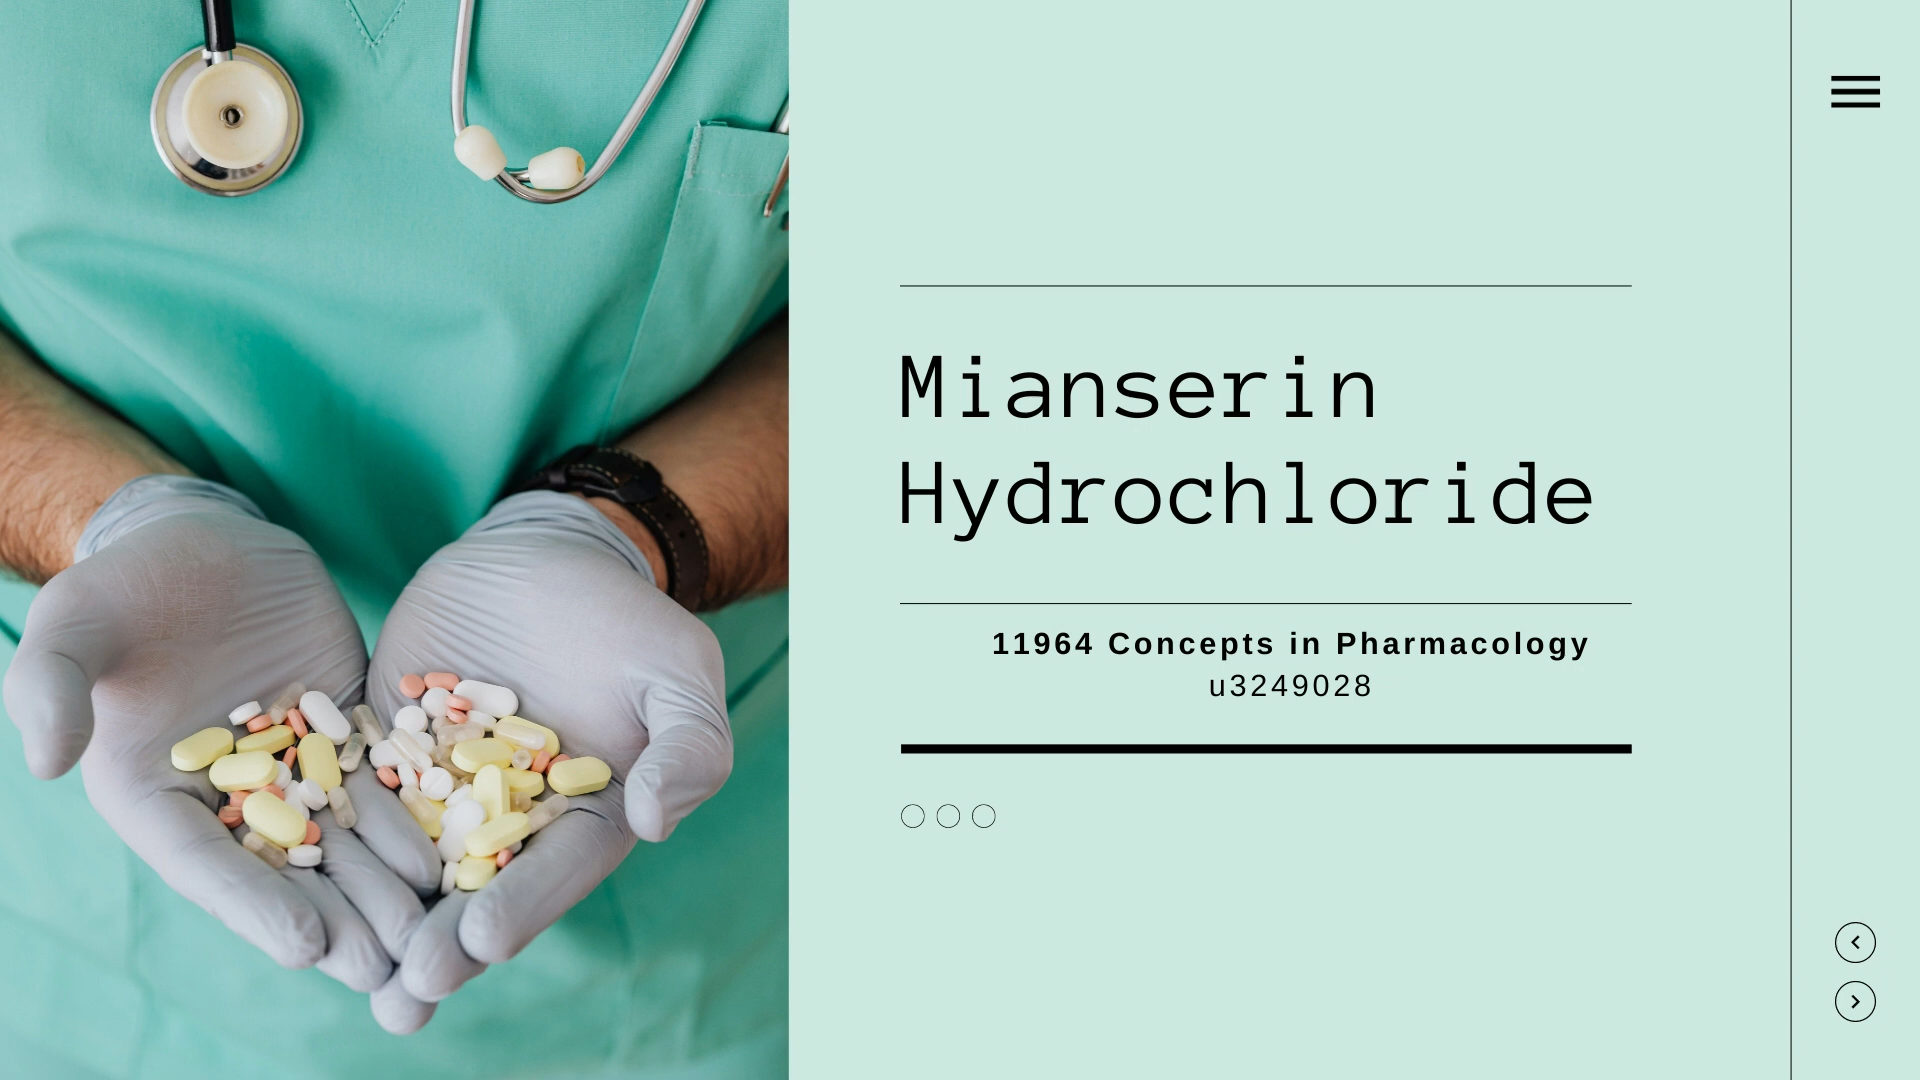 Mianserin
Hydrochloride
11964 Concepts in Pharmacology
u3249028